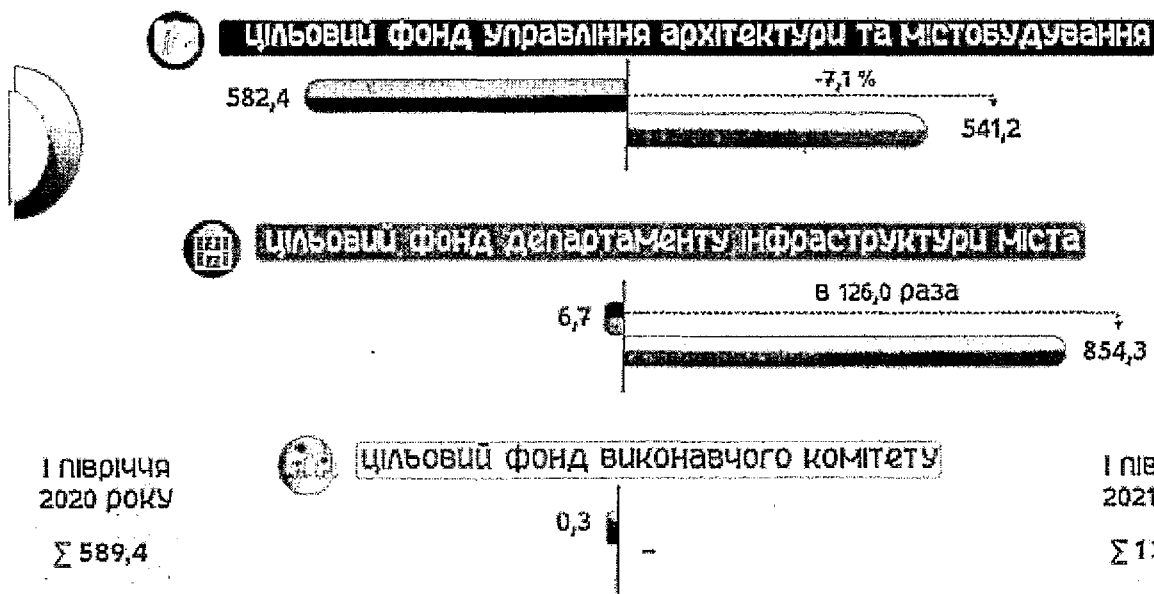 цільовий фонд управління архітектури та містобудування
-7,1 %
582,4
541,2
цільовий фонд департаменту інфраструктури міста
в 126,0 раза
6,7
854,3
І півріччя
2020 року
∑ 589,4
цільовий фонд виконавчого комітету
0,3
–
2021